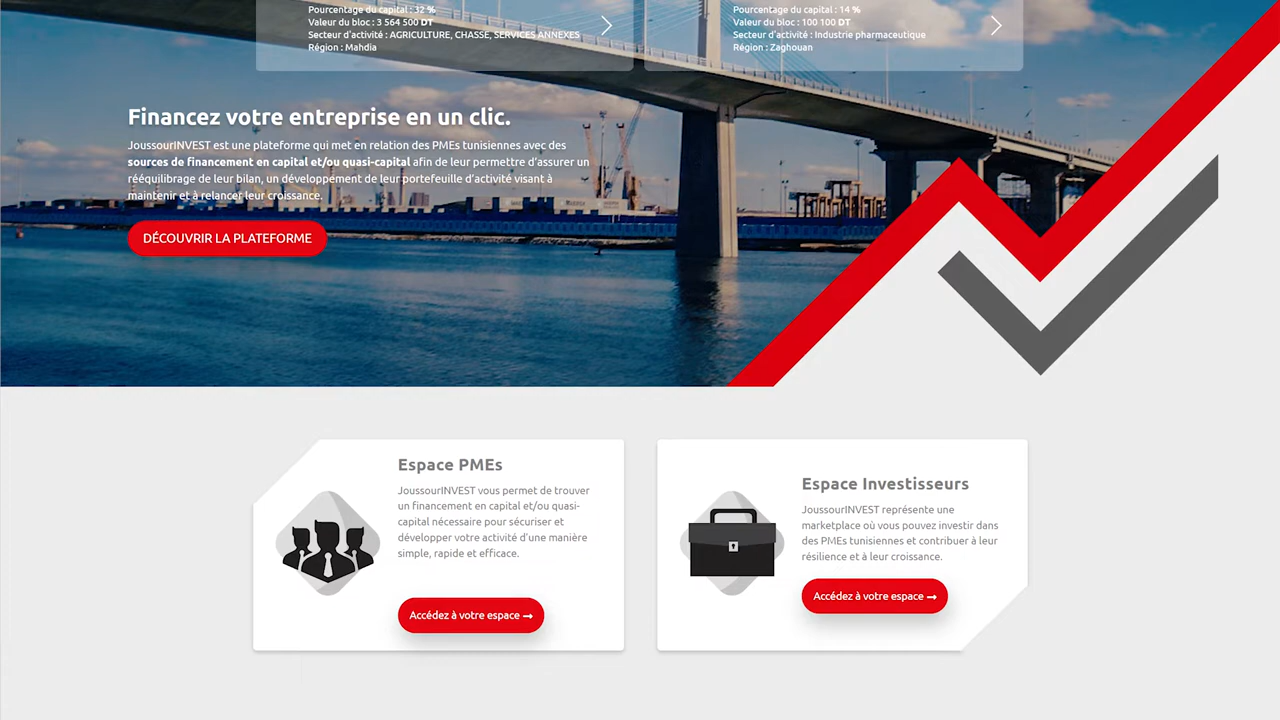 Pourcentage du capital : 32 %
Valeur du bloc : 3 564 500 DT
Secteur d'activité : AGRICULTURE, CHASSE, SERVICES ANNEXES
Région : Mahdia
Pourcentage du capital : 14 %
Valeur du bloc : 100 100 DT
Secteur d'activité : Industrie pharmaceutique
Région : Zaghouan
Financez votre entreprise en un clic.
JoussourINVEST est une plateforme qui met en relation des PMEs tunisiennes avec des
sources de financement en capital et/ou quasi-capital afin de leur permettre d'assurer un
rééquilibrage de leur bilan, un développement de leur portefeuille d'activité visant à
maintenir et à relancer leur croissance.
DÉCOUVRIR LA PLATEFORME
Espace PMEs
JoussourINVEST vous permet de trouver
un financement en capital et/ou quasi-
capital nécessaire pour sécuriser et
développer votre activité d'une manière
simple, rapide et efficace.
Accédez à votre espace →
Espace Investisseurs
JoussourINVEST représente une
marketplace où vous pouvez investir dans
des PMEs tunisiennes et contribuer à leur
résilience et à leur croissance.
Accédez à votre espace →